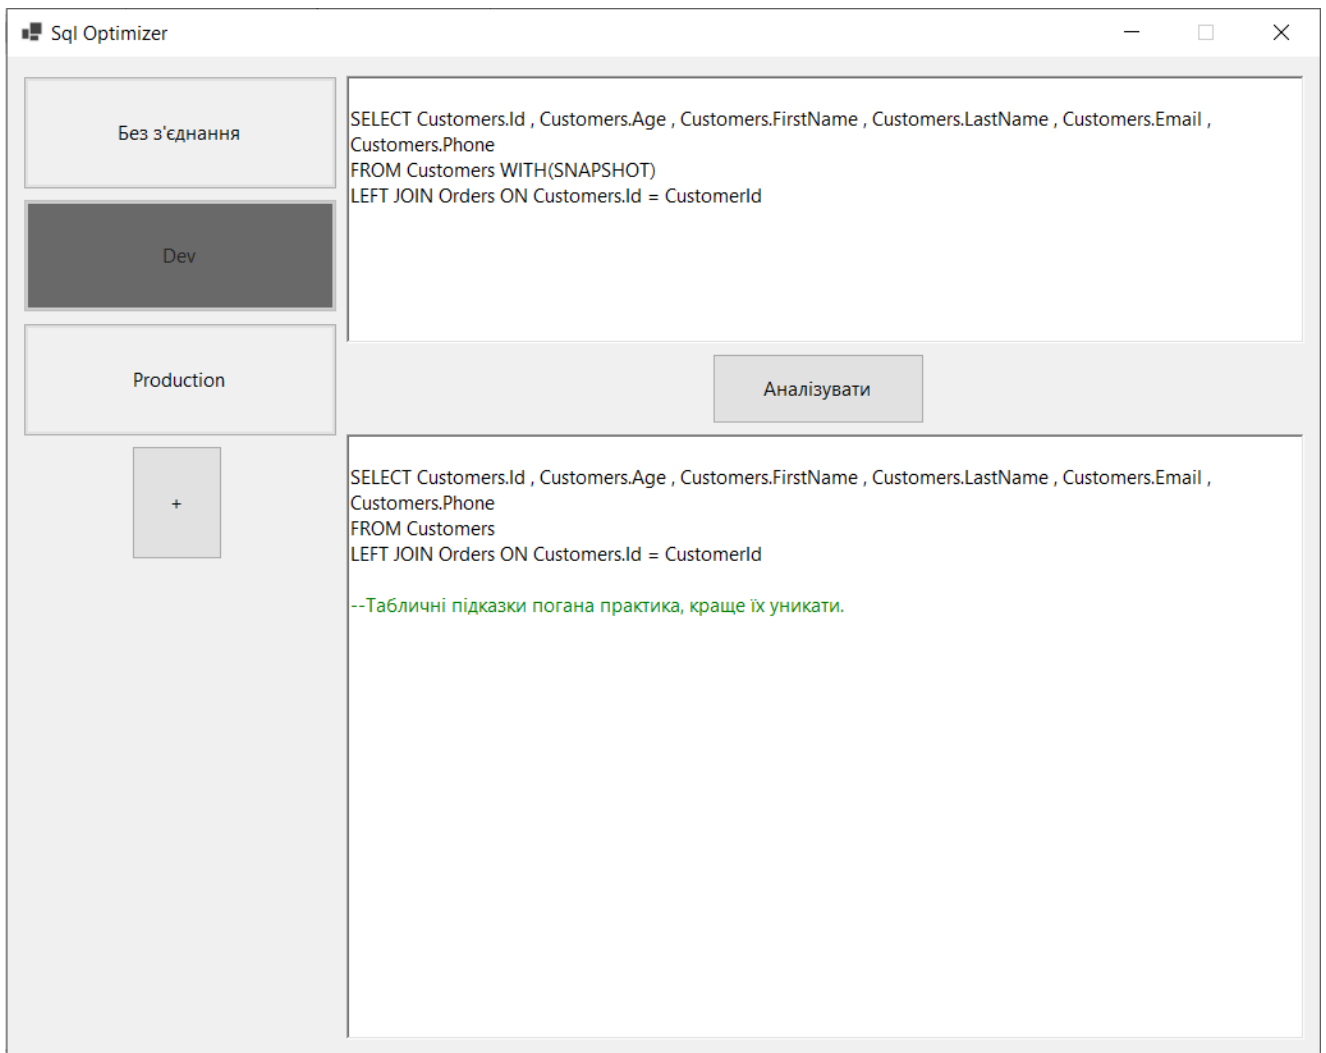 Sql Optimizer
Без з'єднання
Dev
Production
+
SELECT Customers.Id , Customers.Age , Customers.FirstName , Customers.LastName , Customers.Email ,
Customers.Phone
FROM Customers WITH(SNAPSHOT)
LEFT JOIN Orders ON Customers.Id = CustomerId
Аналізувати
SELECT Customers.Id , Customers.Age , Customers.FirstName , Customers.LastName , Customers.Email ,
Customers.Phone
FROM Customers
LEFT JOIN Orders ON Customers.Id = CustomerId
--Табличні підказки погана практика, краще їх уникати.